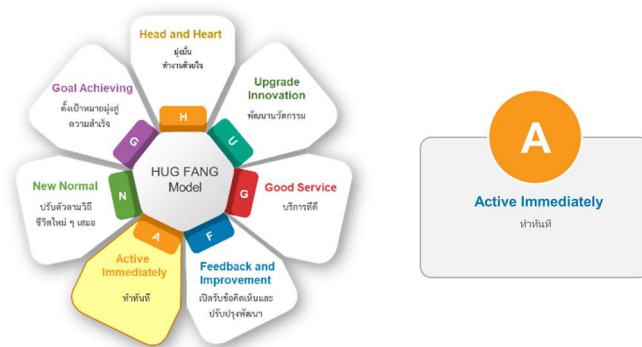 Head and Heart
มุ่งมั่น
ทำงานด้วยใจ
H
Upgrade
Innovation
พัฒนานวัตกรรม
U
Good Service
บริการที่ดี
G
Feedback and
Improvement
เปิดรับข้อคิดเห็นและ
ปรับปรุงพัฒนา
F
Active
Immediately
ทำทันที
A
New Normal
ปรับตัวตามวิถี
ชีวิตใหม่ ๆ เสมอ
N
Goal Achieving
ตั้งเป้าหมายมุ่งสู่
ความสำเร็จ
G
HUG FANG
Model
A
Active Immediately
ทำทันที